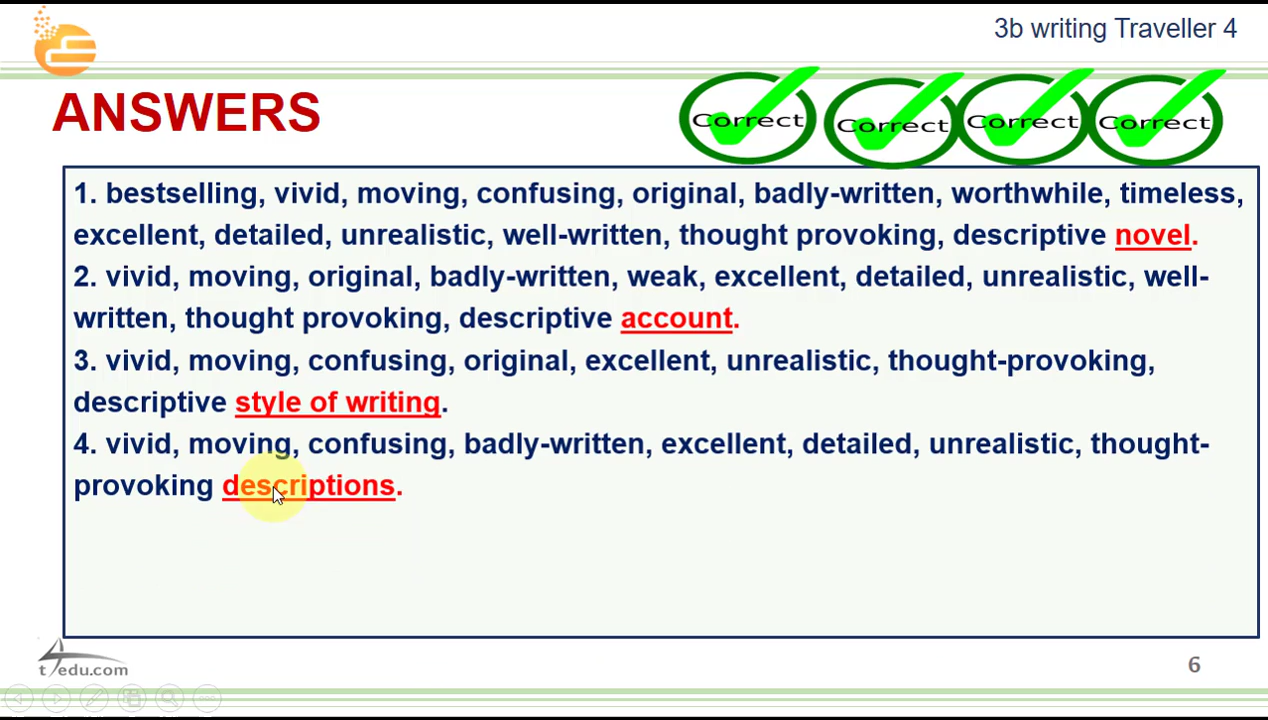 3b writing Traveller 4
ANSWERS
Correct Correct Correct Correct
1. bestselling, vivid, moving, confusing, original, badly-written, worthwhile, timeless,
excellent, detailed, unrealistic, well-written, thought provoking, descriptive novel.
2. vivid, moving, original, badly-written, weak, excellent, detailed, unrealistic, well-
written, thought provoking, descriptive account.
3. vivid, moving, confusing, original, excellent, unrealistic, thought-provoking,
descriptive style of writing.
4. vivid, moving, confusing, badly-written, excellent, detailed, unrealistic, thought-
provoking descriptions.
6